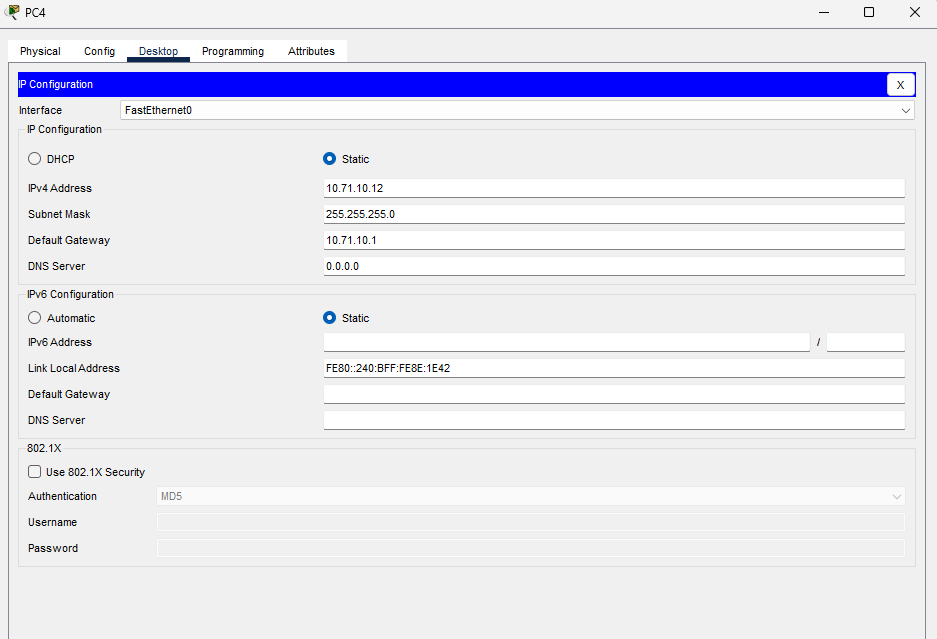 PC4
Physical Config Desktop Programming Attributes
IP Configuration X
Interface FastEthernet0
IP Configuration
DHCP Static
IPv4 Address 10.71.10.12
Subnet Mask 255.255.255.0
Default Gateway 10.71.10.1
DNS Server 0.0.0.0
IPv6 Configuration
Automatic Static
IPv6 Address /
Link Local Address FE80::240:BFF:FE8E:1E42
Default Gateway
DNS Server
802.1X
Use 802.1X Security
Authentication MD5
Username
Password